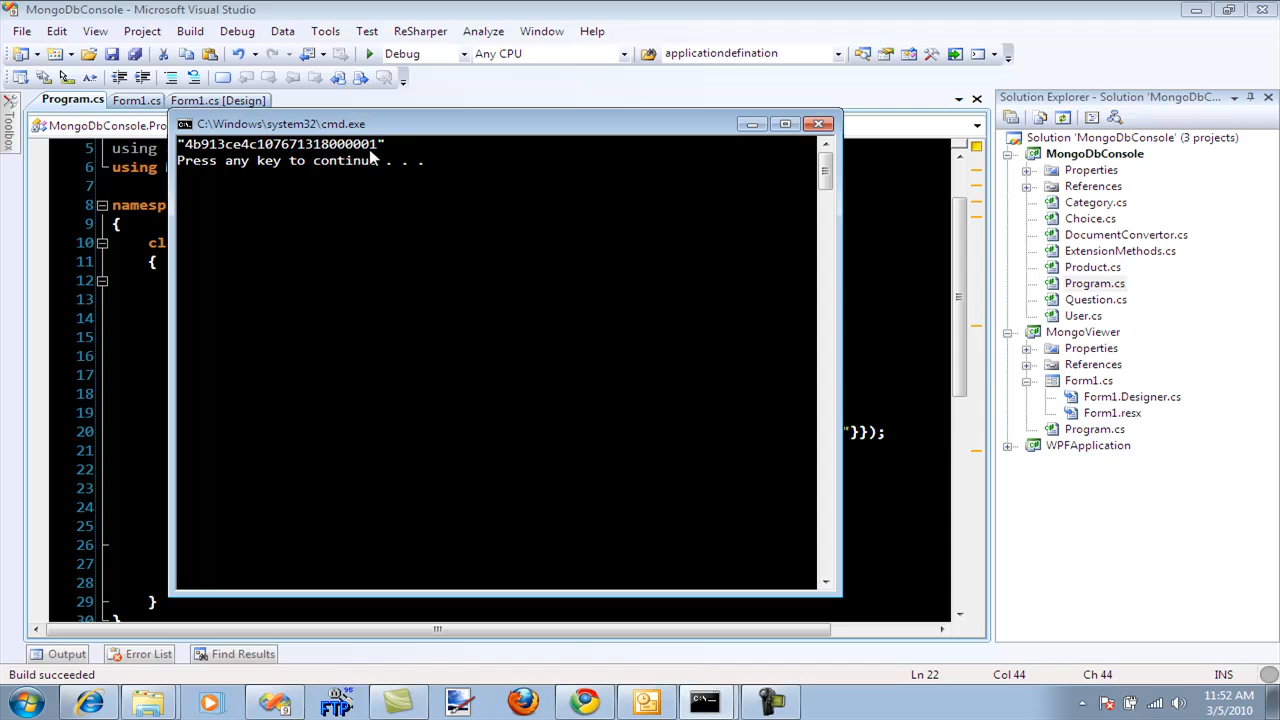 MongoDbConsole - Microsoft Visual Studio
File Edit View Project Build Debug Data Tools Test ReSharper Analyze Window Help
Debug Any CPU applicationdefination
Program.cs Form1.cs Form1.cs [Design]
MongoDbConsole.Pro
C:\Windows\system32\cmd.exe
Press any key to continue . . .
5 using
6 using
7
8 namesp
9 {
10 cl
11 {
12
13
14
15
16
17
18
19
20 "}});
21
22
23
24
25
26
27
28
29 }
30 }
Toolbox
Solution Explorer - Solution 'MongoDbC...
Solution 'MongoDbConsole' (3 projects)
MongoDbConsole
Properties
References
Category.cs
Choice.cs
DocumentConvertor.cs
ExtensionMethods.cs
Product.cs
Program.cs
Question.cs
User.cs
MongoViewer
Properties
References
Form1.cs
Form1.Designer.cs
Form1.resx
Program.cs
WPFApplication
Output Error List Find Results
Build succeeded Ln 22 Col 44 Ch 44 INS
FTP
11:52 AM
3/5/2010